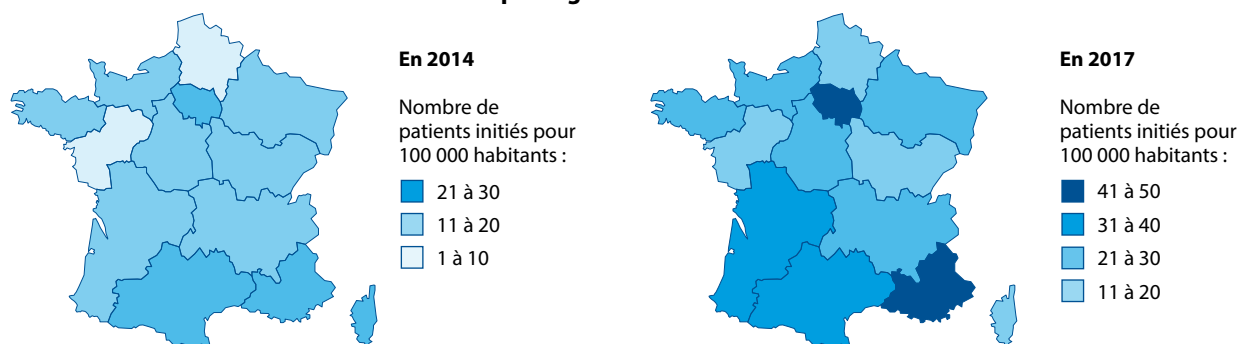 En 2014
Nombre de
patients initiés pour
100 000 habitants :
21 à 30
11 à 20
1 à 10
En 2017
Nombre de
patients initiés pour
100 000 habitants :
41 à 50
31 à 40
21 à 30
11 à 20